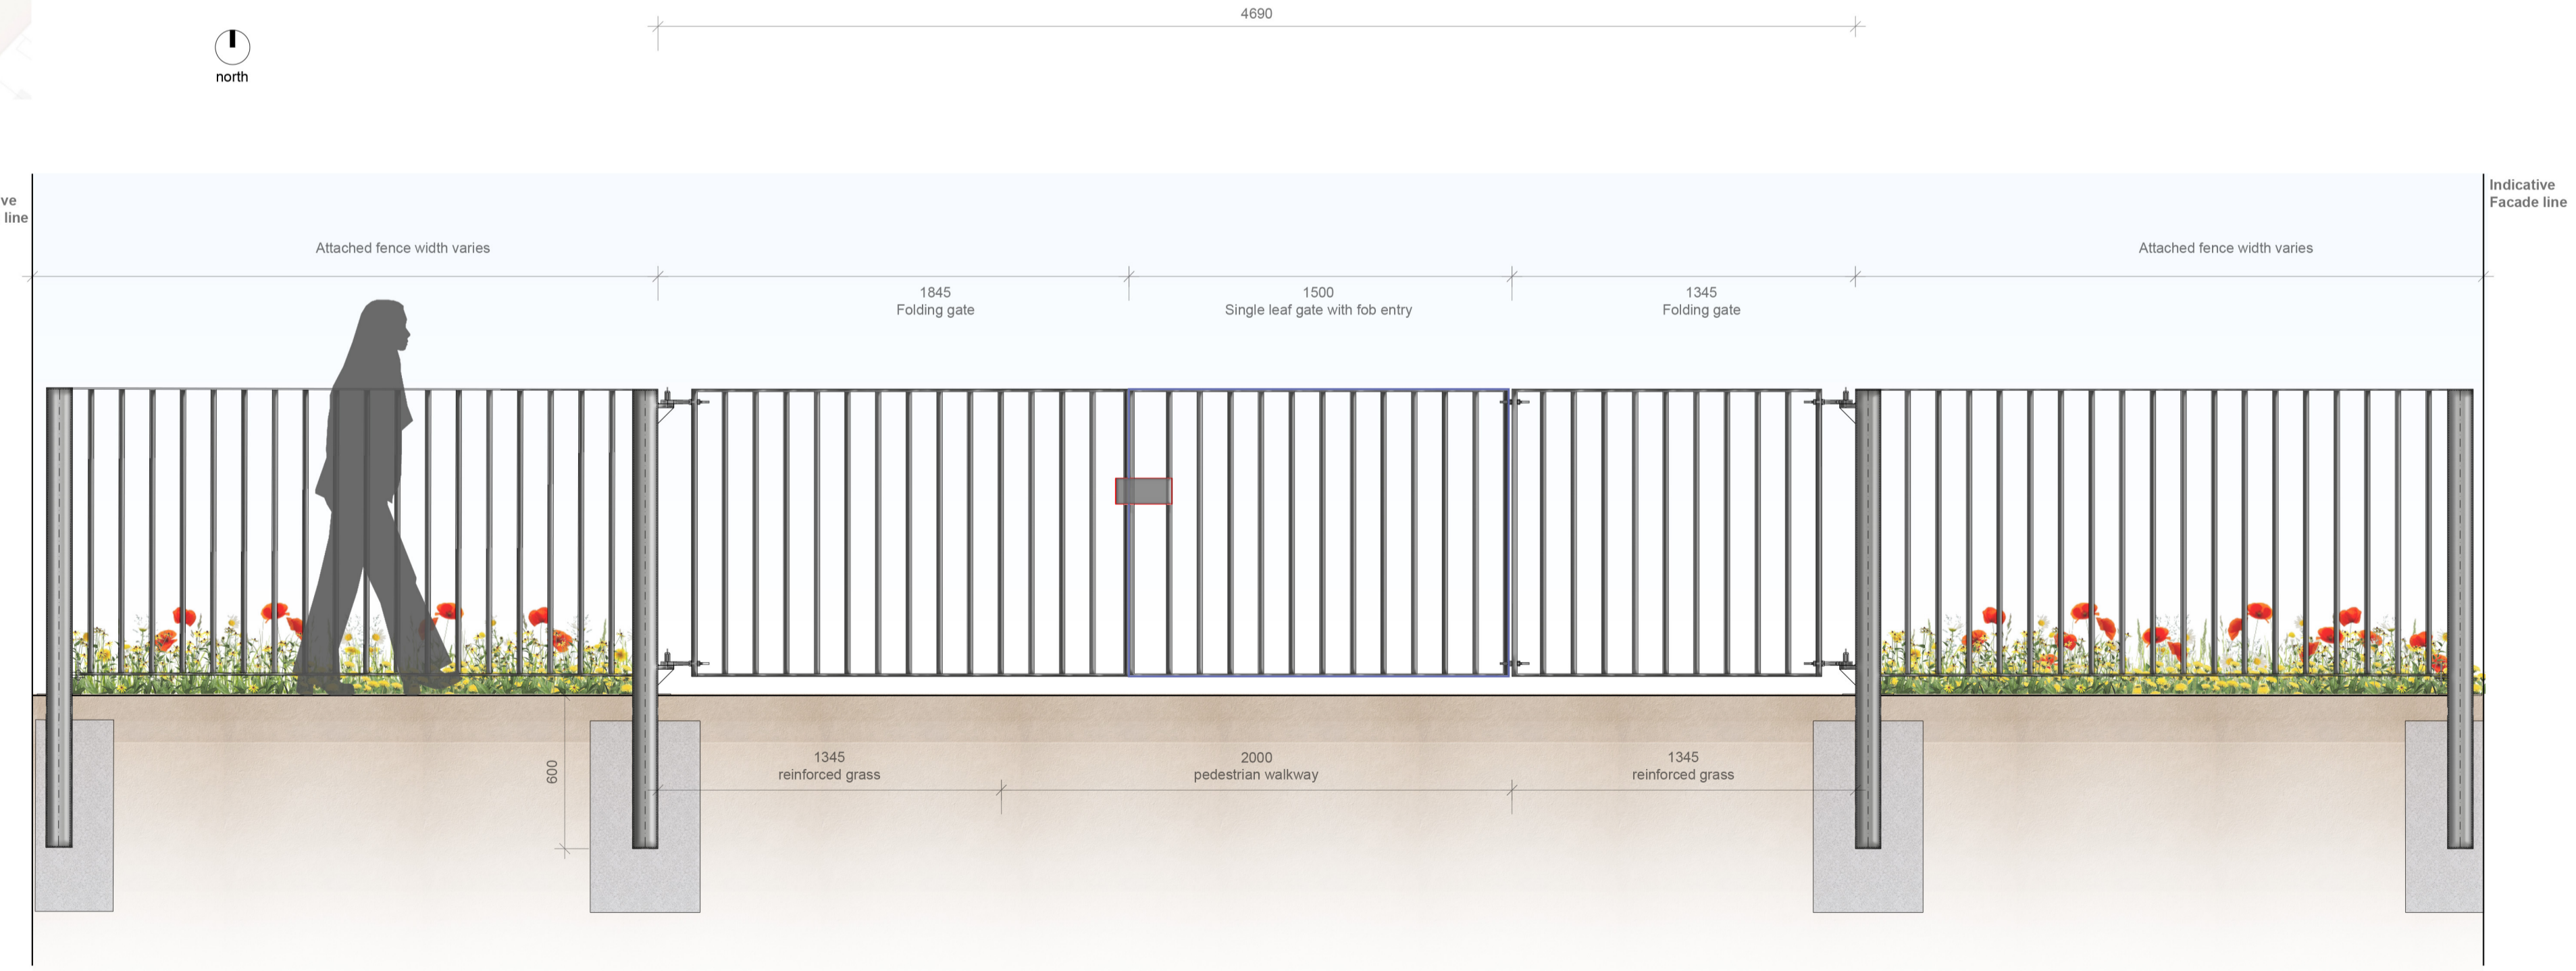 4690
north
ve
line
Indicative
Facade line
Attached fence width varies
Attached fence width varies
1845
Folding gate
1500
Single leaf gate with fob entry
1345
Folding gate
600
1345
reinforced grass
2000
pedestrian walkway
1345
reinforced grass